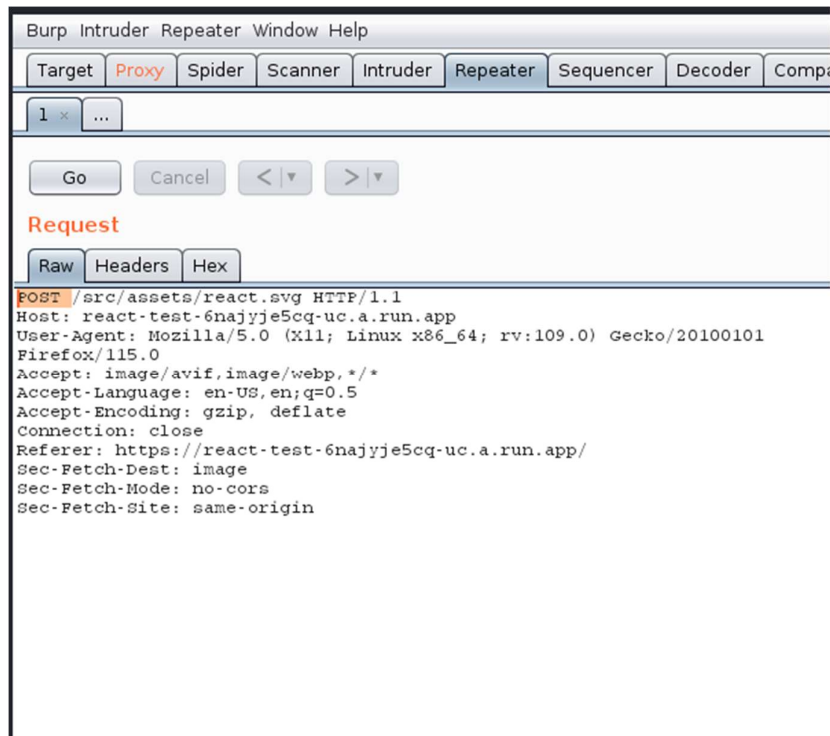 Burp Intruder Repeater Window Help
Target Proxy Spider Scanner Intruder Repeater Sequencer Decoder Compa
1 × ...
Go Cancel < ▼ > ▼
Request
Raw Headers Hex
POST /src/assets/react.svg HTTP/1.1
Host: react-test-6najyje5cq-uc.a.run.app
User-Agent: Mozilla/5.0 (X11; Linux x86_64; rv:109.0) Gecko/20100101
Firefox/115.0
Accept: image/avif,image/webp,*/*
Accept-Language: en-US,en;q=0.5
Accept-Encoding: gzip, deflate
Connection: close
Referer: https://react-test-6najyje5cq-uc.a.run.app/
Sec-Fetch-Dest: image
Sec-Fetch-Mode: no-cors
Sec-Fetch-Site: same-origin